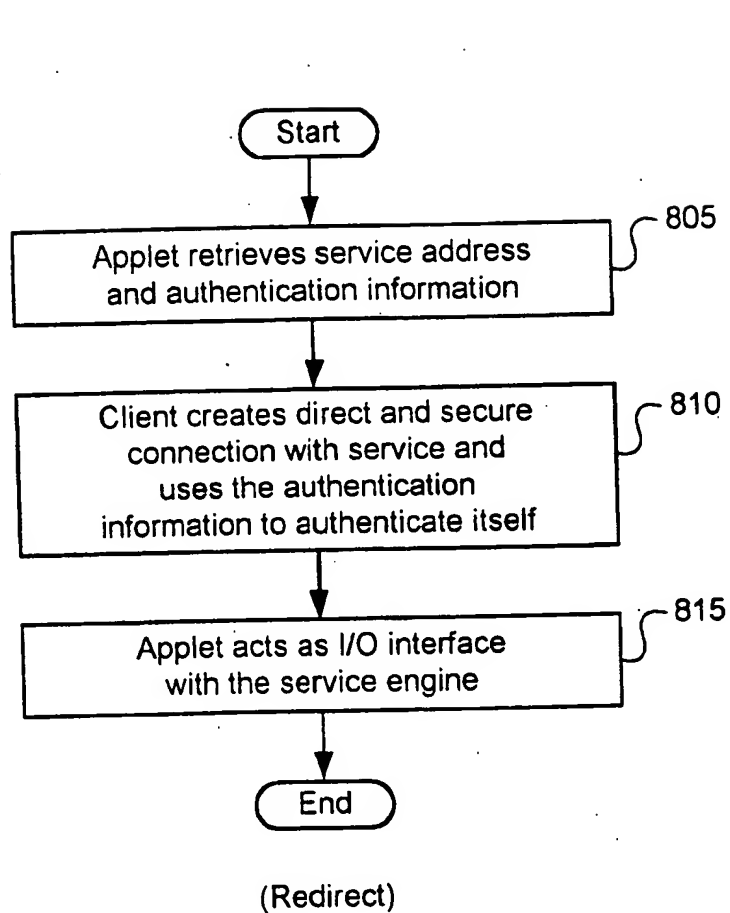 Start
Applet retrieves service address
and authentication information
805
Client creates direct and secure
connection with service and
uses the authentication
information to authenticate itself
810
Applet acts as I/O interface
with the service engine
815
End
(Redirect)